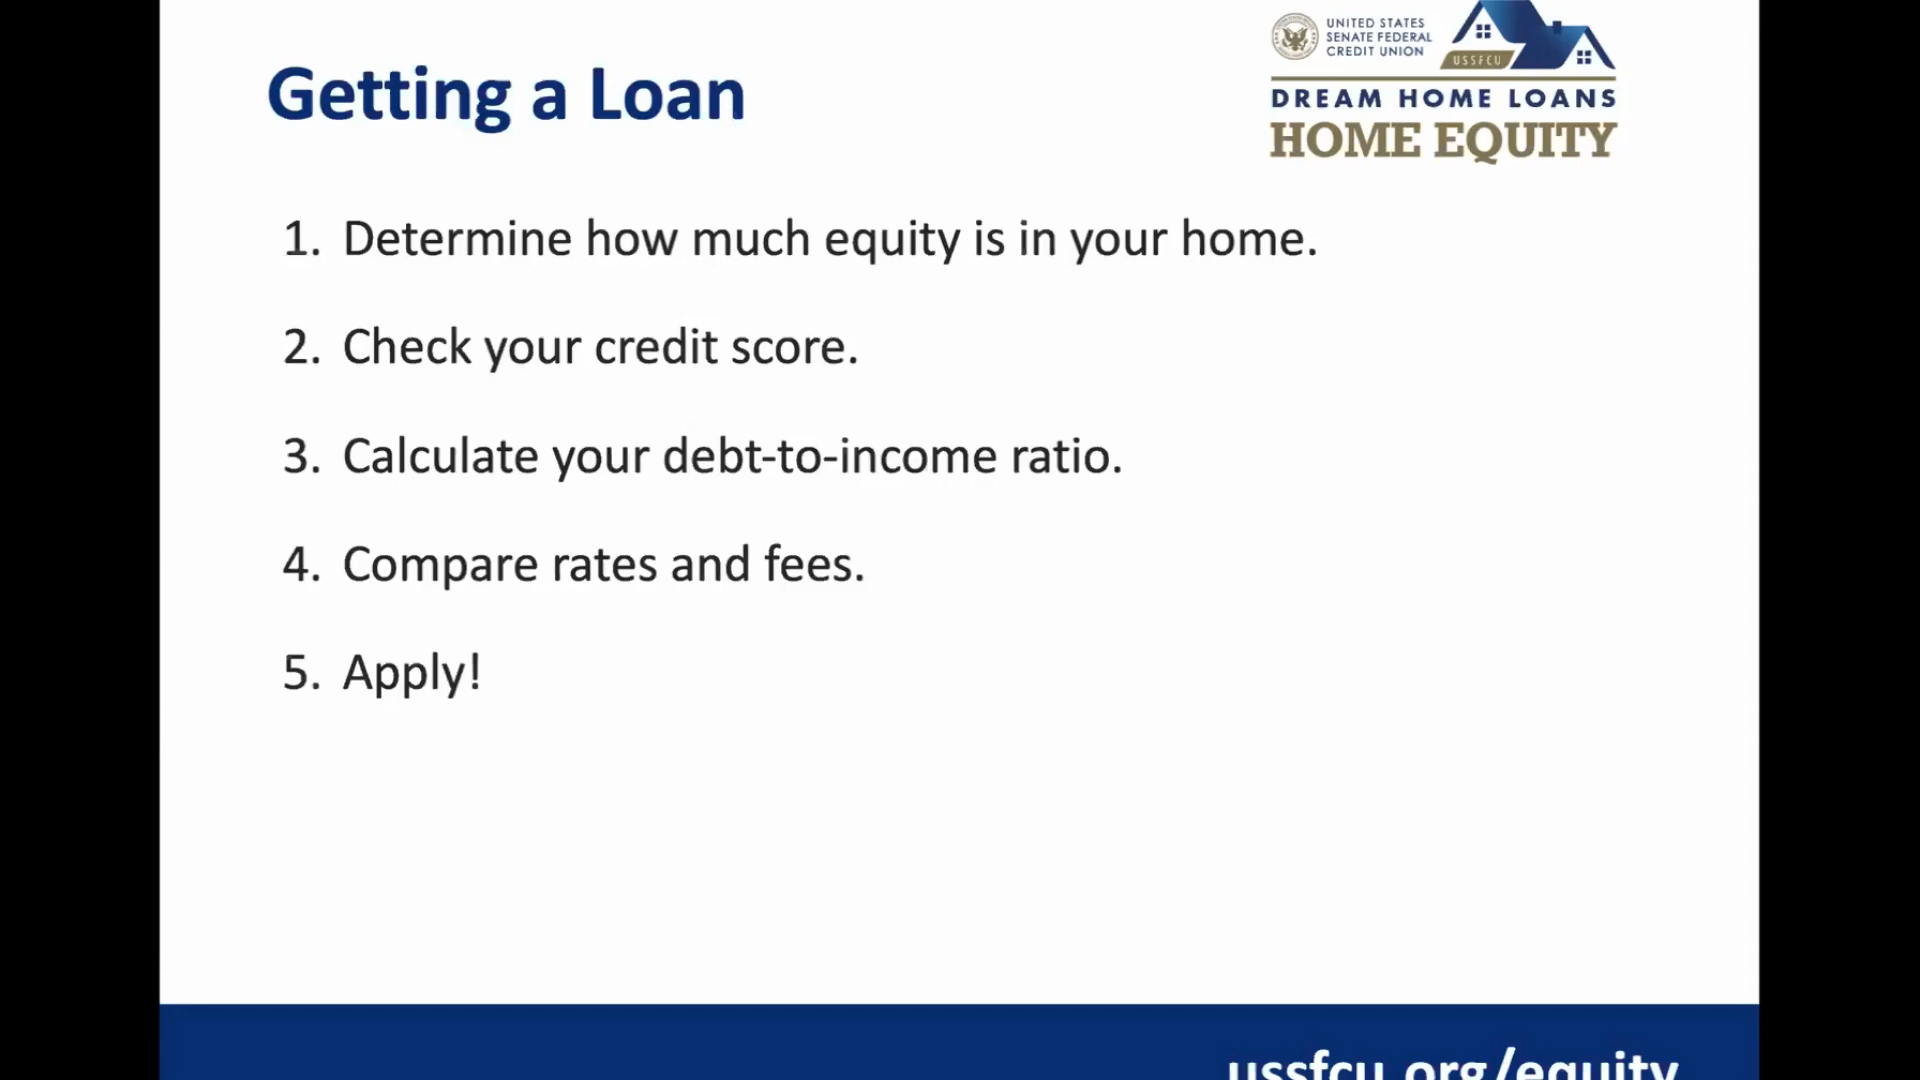 UNITED STATES
SENATE FEDERAL
CREDIT UNION
USSFCU
DREAM HOME LOANS
HOME EQUITY
Getting a Loan
1. Determine how much equity is in your home.
2. Check your credit score.
3. Calculate your debt-to-income ratio.
4. Compare rates and fees.
5. Apply!
ussfcu.org/equity